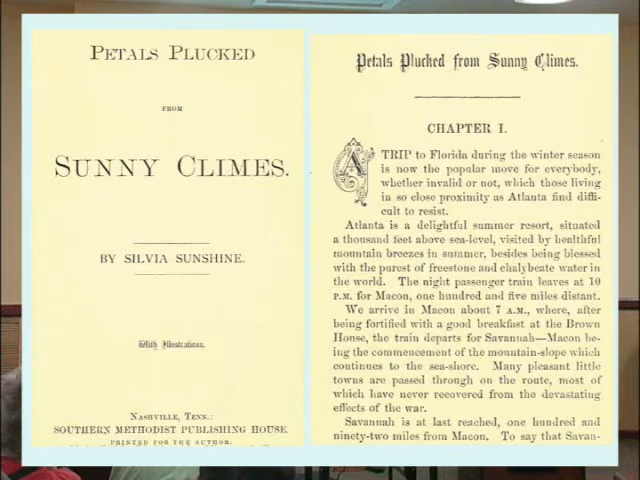 PETALS PLUCKED
FROM
SUNNY CLIMES.
BY SILVIA SUNSHINE.
With Illustrations.
NASHVILLE, TENN.:
SOUTHERN METHODIST PUBLISHING HOUSE.
PRINTED FOR THE AUTHOR.
Petals Plucked from Sunny Climes.
CHAPTER I.
A TRIP to Florida during the winter season
is now the popular move for everybody,
whether invalid or not, which those living
in so close proximity as Atlanta find diffi-
cult to resist.
Atlanta is a delightful summer resort, situated
a thousand feet above sea-level, visited by healthful
mountain breezes in summer, besides being blessed
with the purest of freestone and chalybeate water in
the world. The night passenger train leaves at 10
P.M. for Macon, one hundred and five miles distant.
We arrive in Macon about 7 A.M., where, after
being fortified with a good breakfast at the Brown
House, the train departs for Savannah—Macon be-
ing the commencement of the mountain-slope which
continues to the sea-shore. Many pleasant little
towns are passed through on the route, most of
which have never recovered from the devastating
effects of the war.
Savannah is at last reached, one hundred and
ninety-two miles from Macon. To say that Savan-